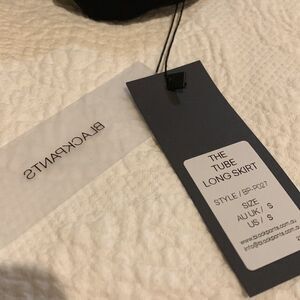 BLACKPANTS
THE
TUBE
LONG SKIRT
STYLE / BP-P027
SIZE
AU UK / S
US / S
www.blackpants.com.au
info@blackpants.com.au